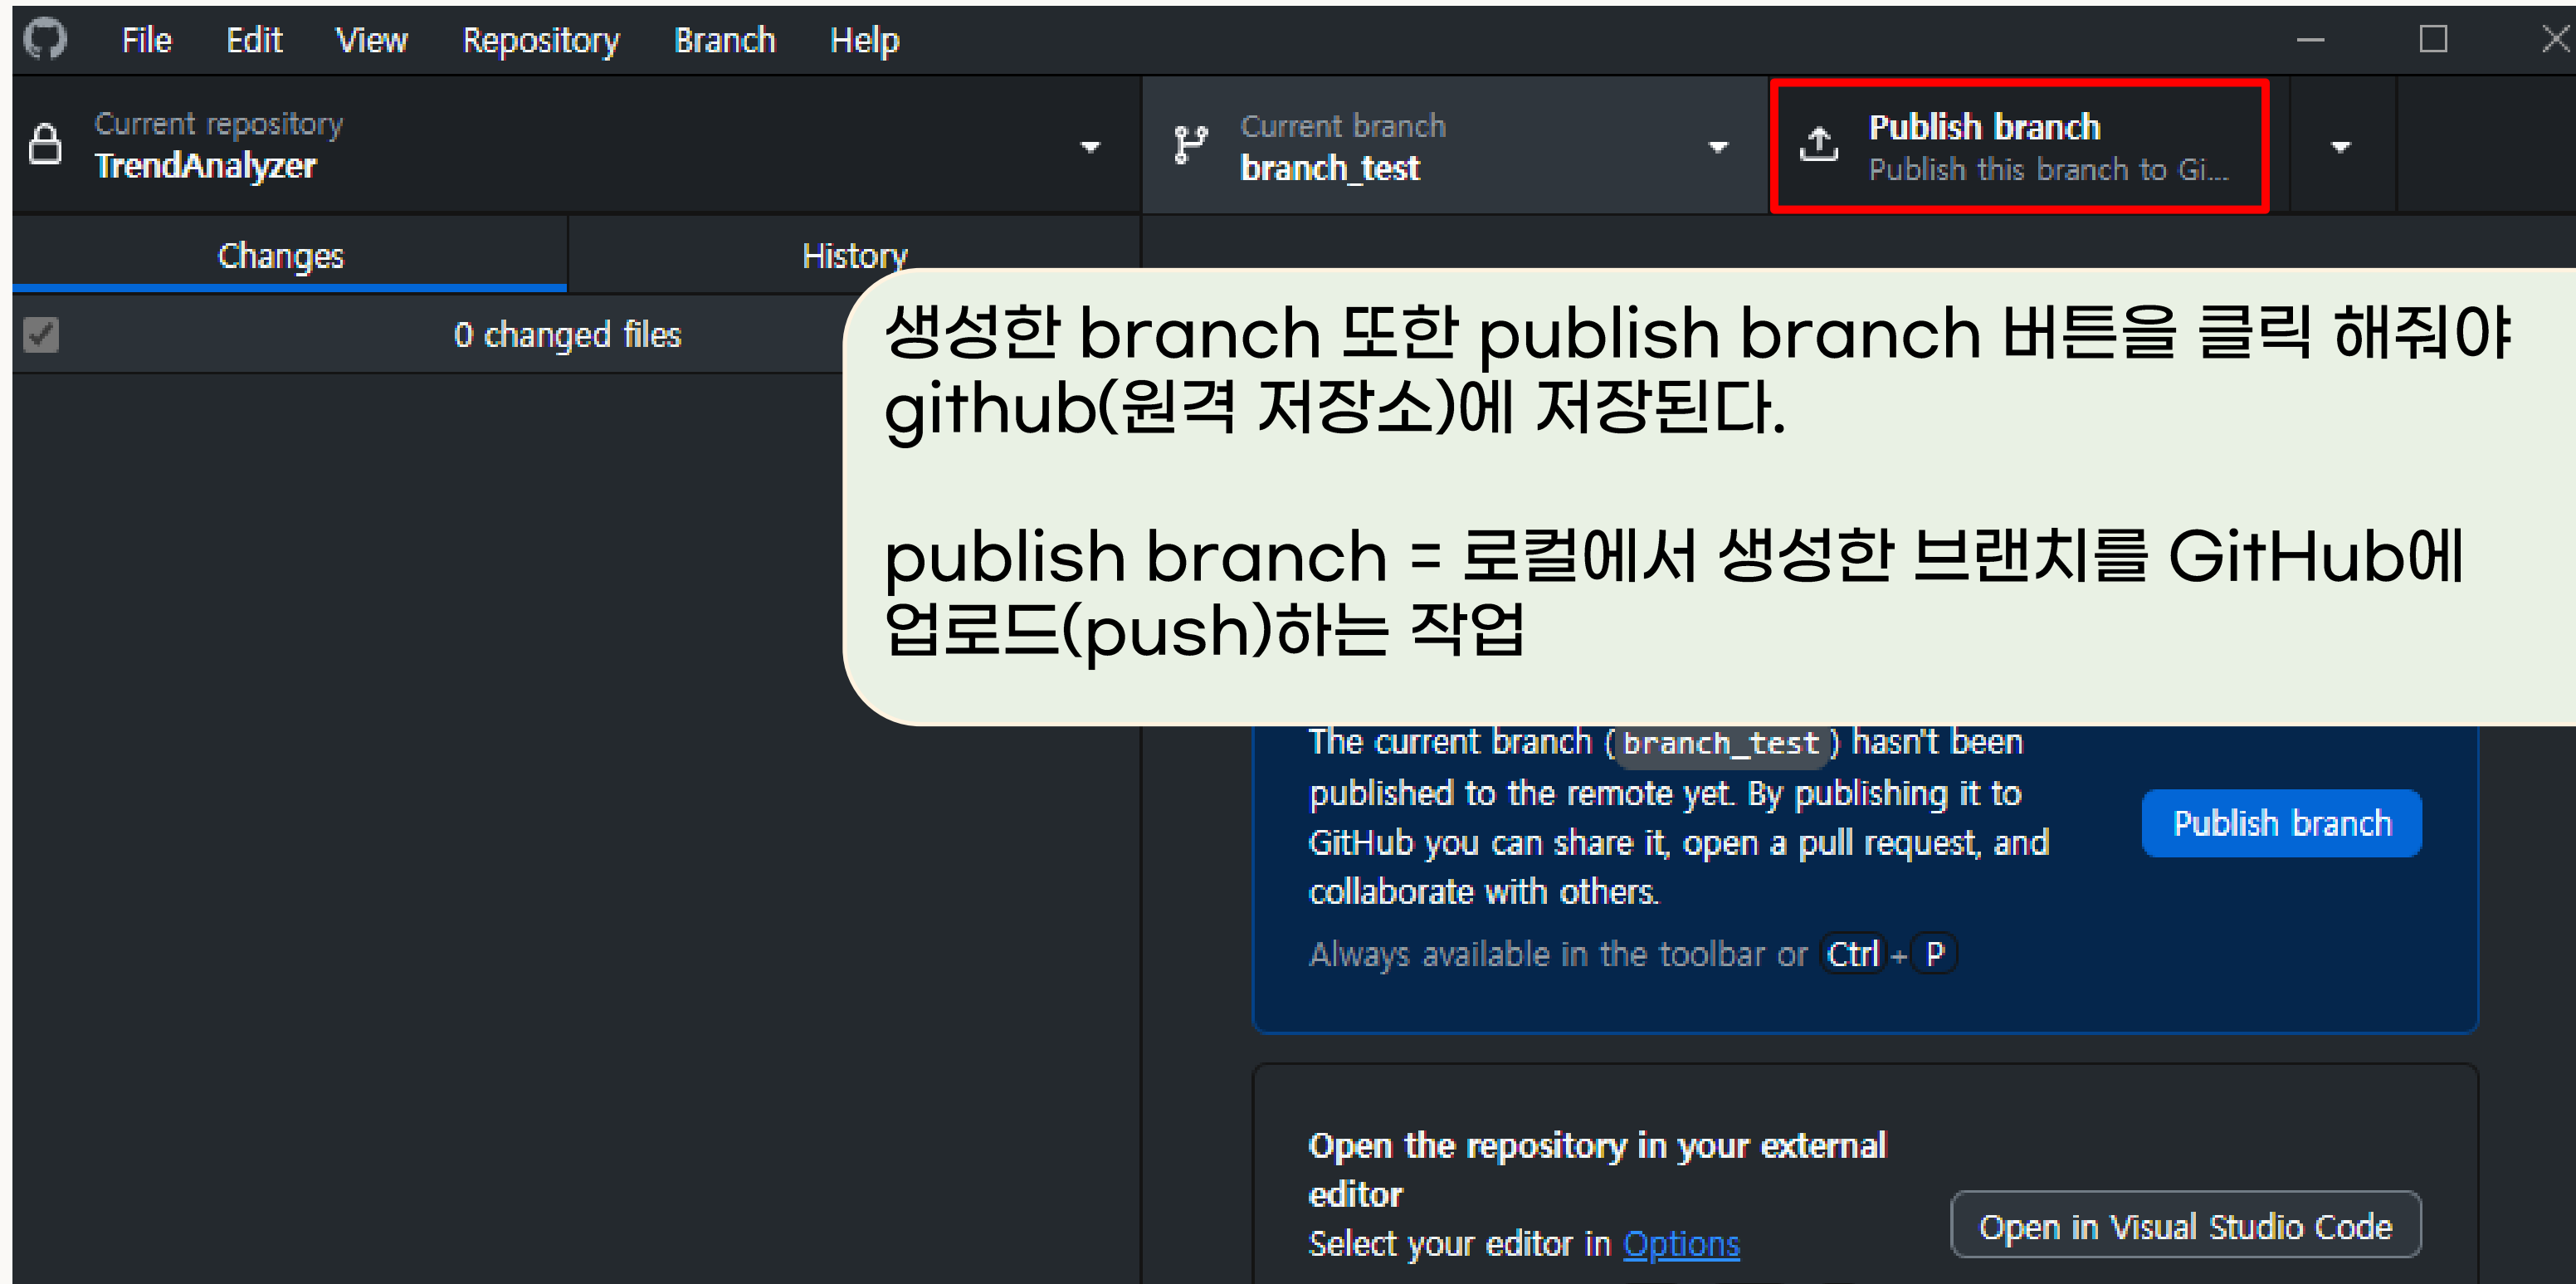 File Edit View Repository Branch Help
Current repository
TrendAnalyzer
Current branch
branch_test
Publish branch
Publish this branch to Gi...
Changes
History
0 changed files
생성한 branch 또한 publish branch 버튼을 클릭 해줘야
github(원격 저장소)에 저장된다.
publish branch = 로컬에서 생성한 브랜치를 GitHub에
업로드(push)하는 작업
The current branch (branch_test) hasn't been
published to the remote yet. By publishing it to
GitHub you can share it, open a pull request, and
collaborate with others.
Always available in the toolbar or Ctrl + P
Publish branch
Open the repository in your external
editor
Select your editor in Options
Open in Visual Studio Code